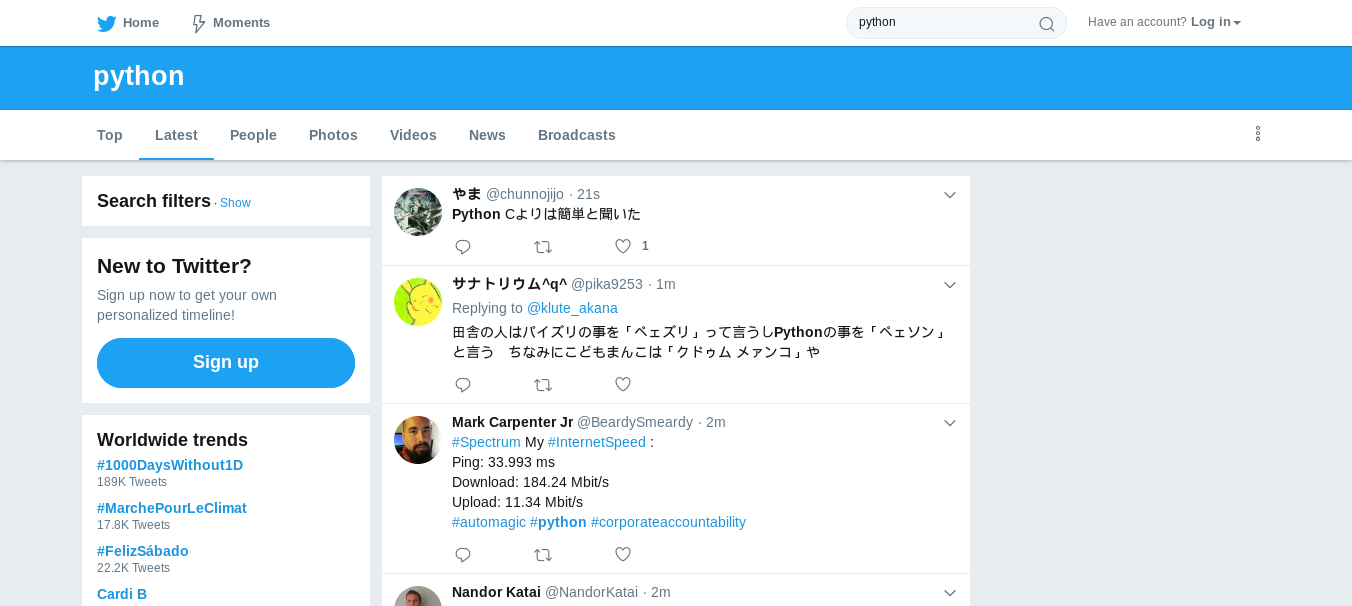 Home Moments python Have an account? Log in
python
Top Latest People Photos Videos News Broadcasts
Search filters · Show
New to Twitter?
Sign up now to get your own
personalized timeline!
Sign up
Worldwide trends
#1000DaysWithout1D
189K Tweets
#MarchePourLeClimat
17.8K Tweets
#FelizSábado
22.2K Tweets
Cardi B
やま @chunnojijo · 21s
Python Cよりは簡単と聞いた
1
サナトリウム^q^ @pika9253 · 1m
Replying to @klute_akana
田舎の人はパイズリの事を「ペェズリ」って言うしPythonの事を「ペェソン」
と言う　ちなみにこどもまんこは「クドゥム メァンコ」や
Mark Carpenter Jr @BeardySmeardy · 2m
#Spectrum My #InternetSpeed :
Ping: 33.993 ms
Download: 184.24 Mbit/s
Upload: 11.34 Mbit/s
#automagic #python #corporateaccountability
Nandor Katai @NandorKatai · 2m